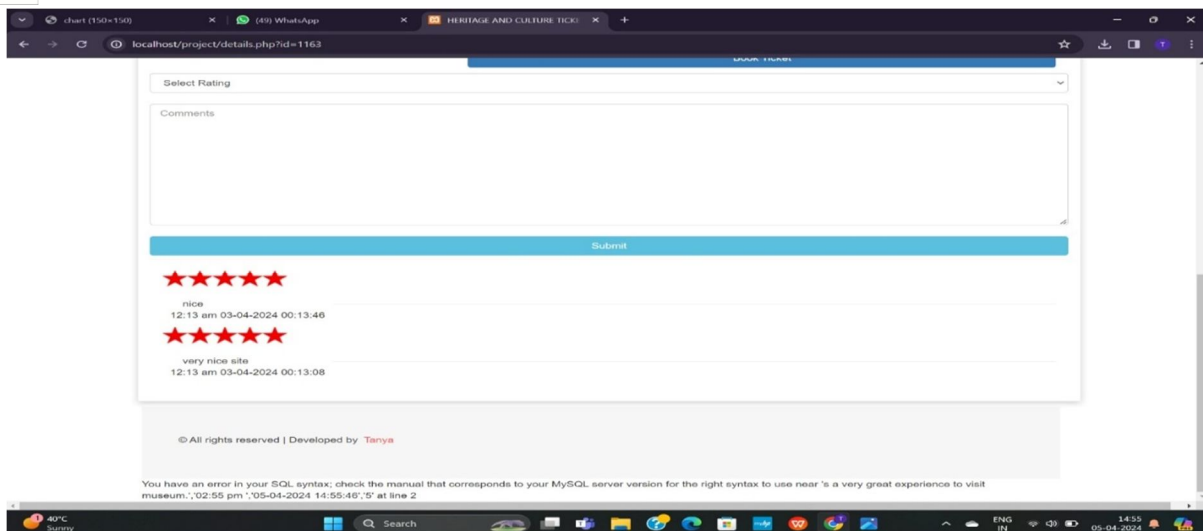 chart (150×150)
(49) WhatsApp
HERITAGE AND CULTURE TICKE
localhost/project/details.php?id=1163
T
Book Ticket
Select Rating
Comments
Submit
nice
12:13 am 03-04-2024 00:13:46
very nice site
12:13 am 03-04-2024 00:13:08
© All rights reserved | Developed by Tanya
You have an error in your SQL syntax; check the manual that corresponds to your MySQL server version for the right syntax to use near 's a very great experience to visit
museum.','02:55 pm ','05-04-2024 14:55:46','5' at line 2
1
40°C
Sunny
Search
ENG
IN
14:55
05-04-2024